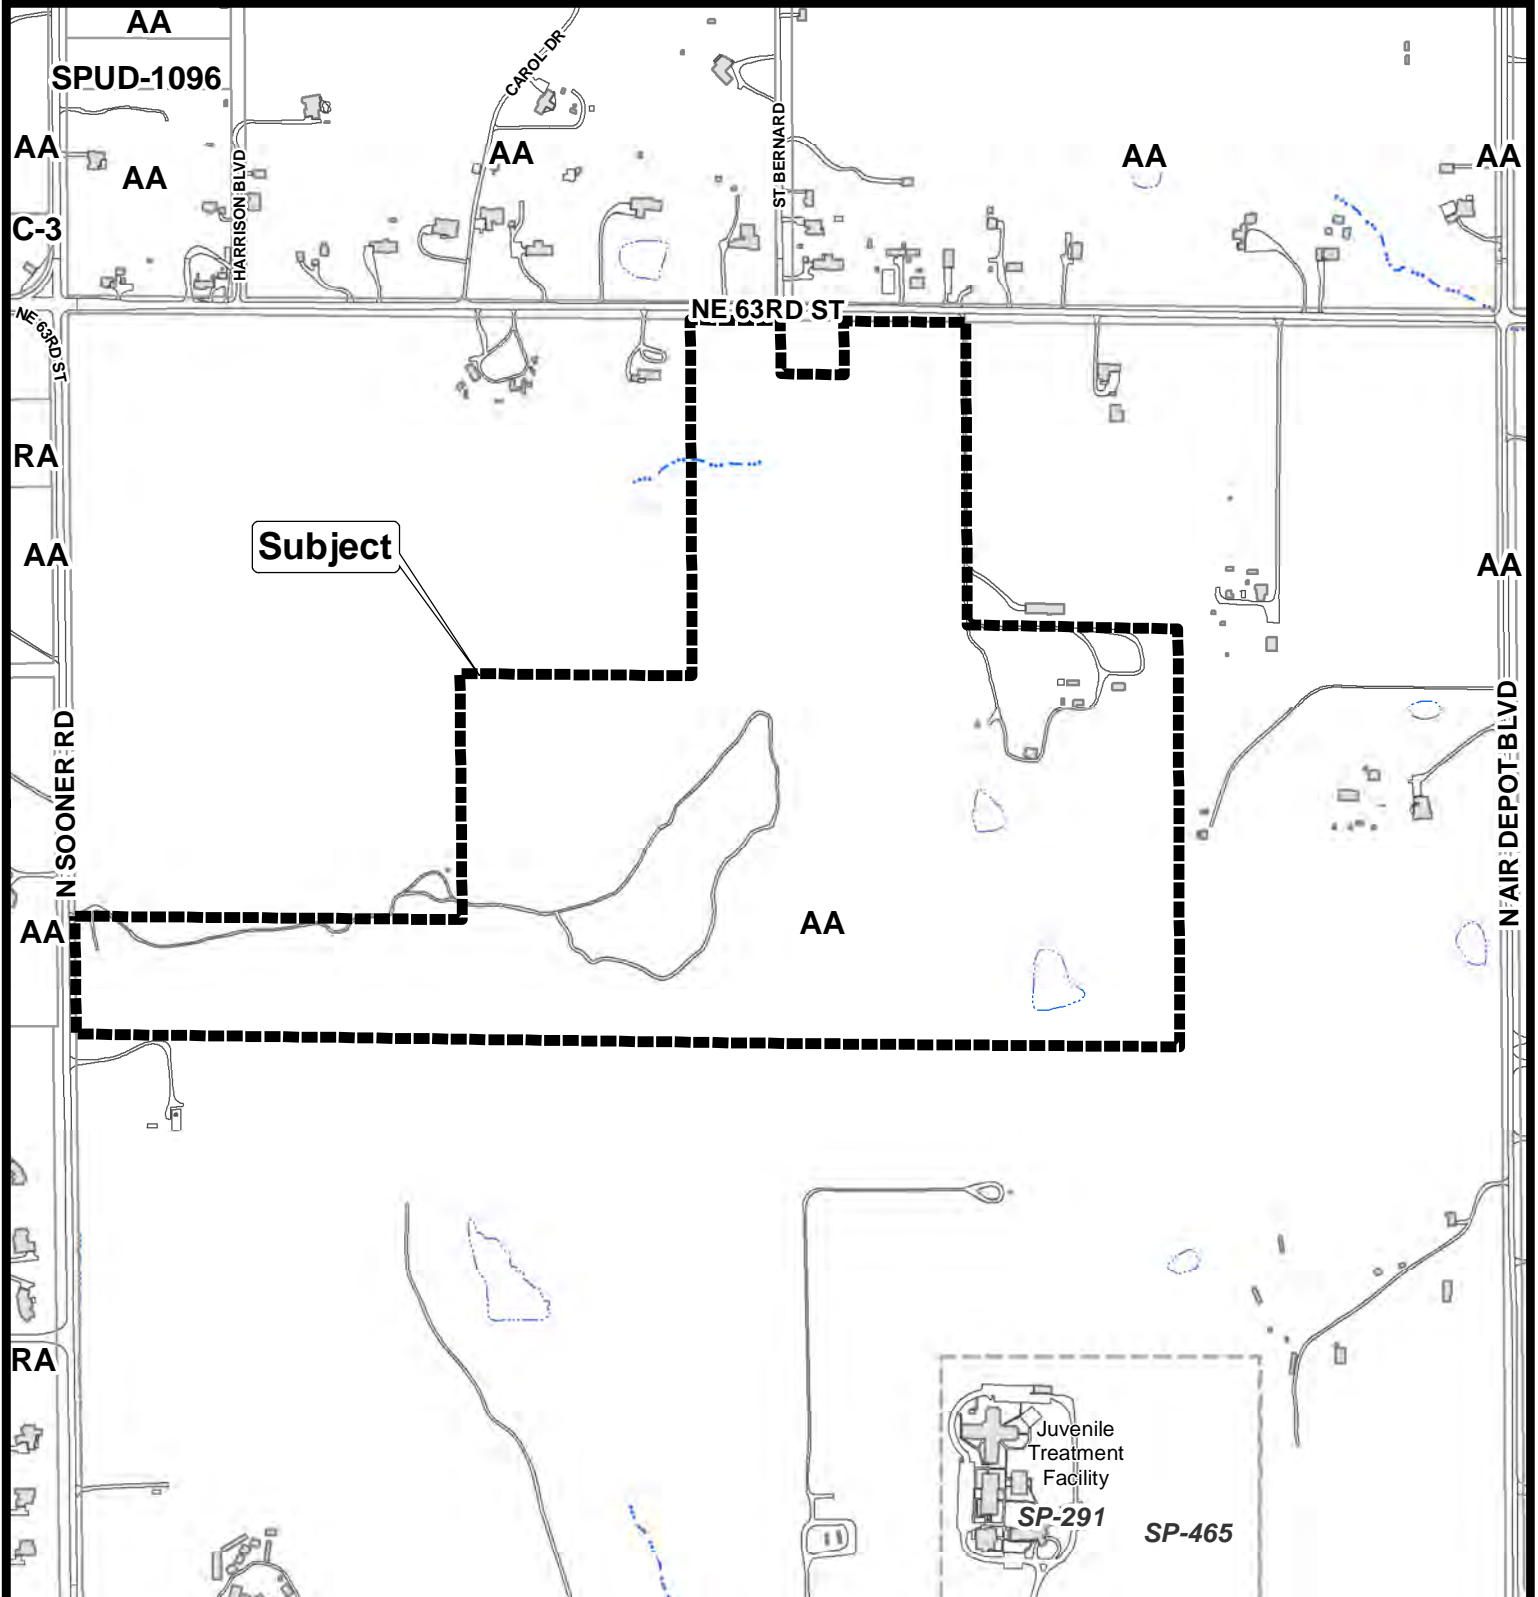 AA
SPUD-1096
CAROL DR
ST BERNARD
AA
AA
HARRISON BLVD
AA
AA
AA
C-3
NE 63RD ST
NE 63RD ST
RA
Subject
AA
AA
N SOONER RD
N AIR DEPOT BLVD
AA
AA
RA
Juvenile
Treatment
Facility
SP-291
SP-465